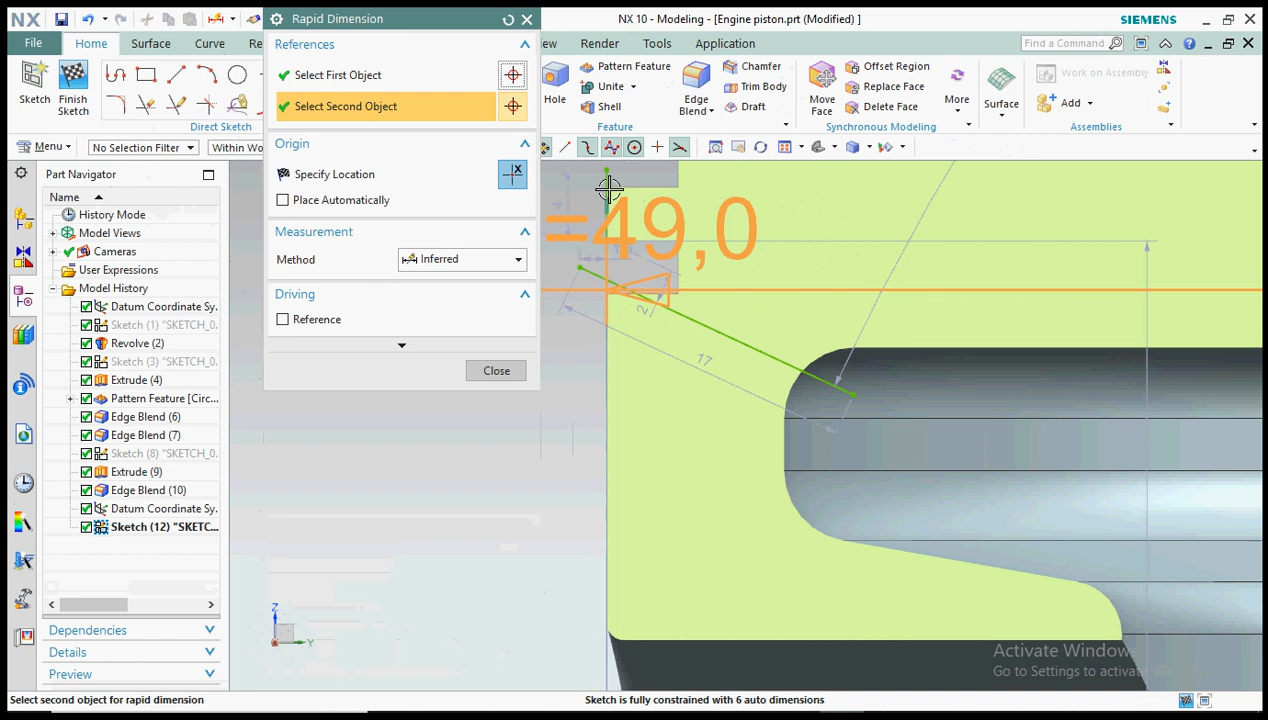 NX
Rapid Dimension
NX 10 - Modeling - [Engine piston.prt (Modified) ]
SIEMENS
File
Home
Surface
Curve
Re
ew
Render
Tools
Application
Find a Command
Sketch
Finish
Sketch
Direct Sketch
Hole
Pattern Feature
Unite
Shell
Edge
Blend
Chamfer
Trim Body
Draft
Feature
Move
Face
Offset Region
Replace Face
Delete Face
More
Synchronous Modeling
Surface
Work on Assembly
Add
Assemblies
Menu
No Selection Filter
Within Wo
References
Select First Object
Select Second Object
Origin
Specify Location
Place Automatically
Measurement
Method
Inferred
Driving
Reference
Close
Part Navigator
Name
History Mode
Model Views
Cameras
User Expressions
Model History
Datum Coordinate Sy.
Sketch (1) "SKETCH_0.
Revolve (2)
Sketch (3) "SKETCH_0.
Extrude (4)
Pattern Feature [Circ...
Edge Blend (6)
Edge Blend (7)
Sketch (8) "SKETCH_0.
Extrude (9)
Edge Blend (10)
Datum Coordinate Sy.
Sketch (12) "SKETC...
Dependencies
Details
Preview
=49,0
2
17
Z
Y
Activate Window
Go to Settings to activat
Select second object for rapid dimension
Sketch is fully constrained with 6 auto dimensions